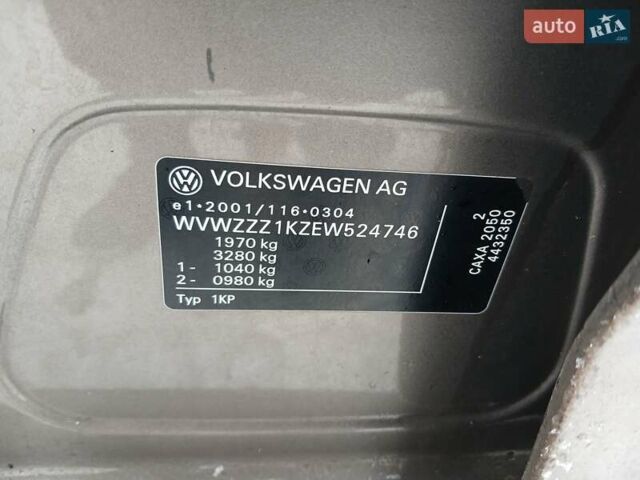 auto RIA.com
VOLKSWAGEN AG
e1*2001/116*0304
WVWZZZ1KZEW524746
1970 kg
3280 kg
1 - 1040 kg
2 - 0980 kg
Typ 1KP
2
CAXA 2050
4432350